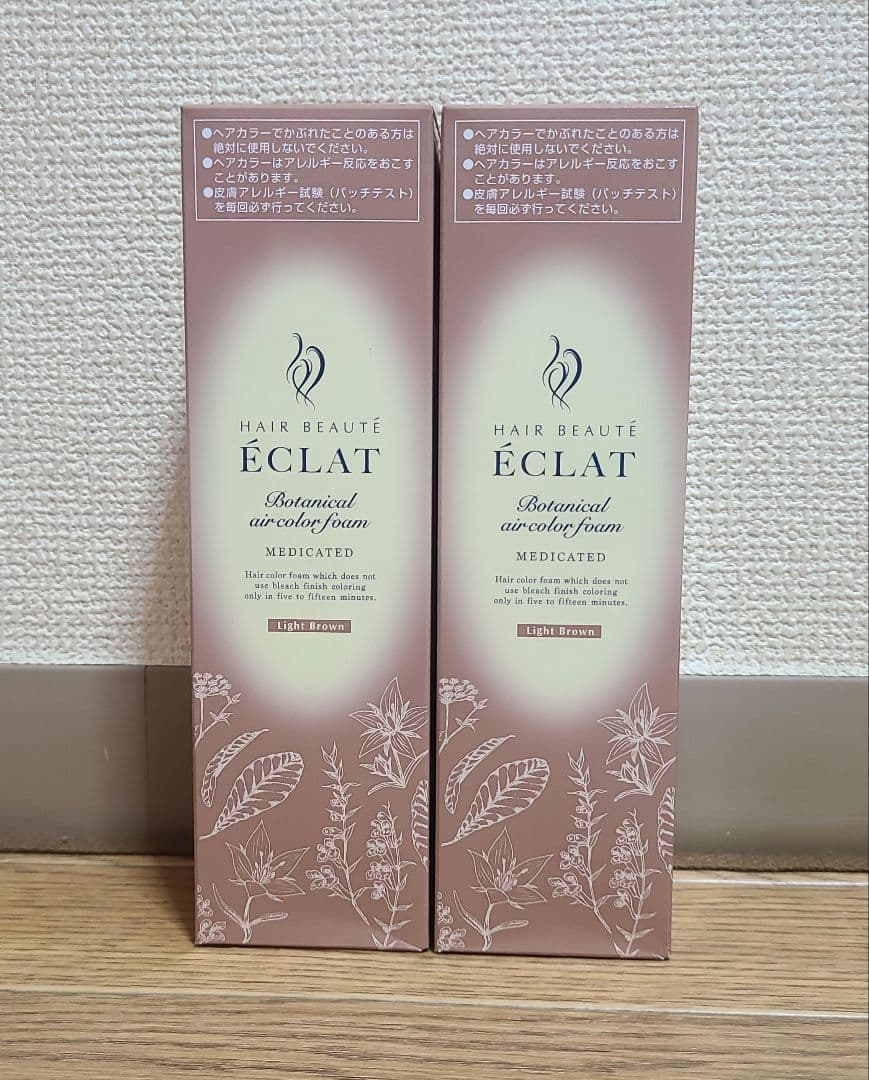 ●ヘアカラーでかぶれたことのある方は
絶対に使用しないでください。
●ヘアカラーはアレルギー反応をおこす
ことがあります。
●皮膚アレルギー試験（パッチテスト）
を毎回必ず行ってください。
HAIR BEAUTÉ
ÉCLAT
Botanical
air color foam
MEDICATED
Hair color foam which does not
use bleach finish coloring
only in five to fifteen minutes.
Light Brown
●ヘアカラーでかぶれたことのある方は
絶対に使用しないでください。
●ヘアカラーはアレルギー反応をおこす
ことがあります。
●皮膚アレルギー試験（パッチテスト）
を毎回必ず行ってください。
HAIR BEAUTÉ
ÉCLAT
Botanical
air color foam
MEDICATED
Hair color foam which does not
use bleach finish coloring
only in five to fifteen minutes.
Light Brown